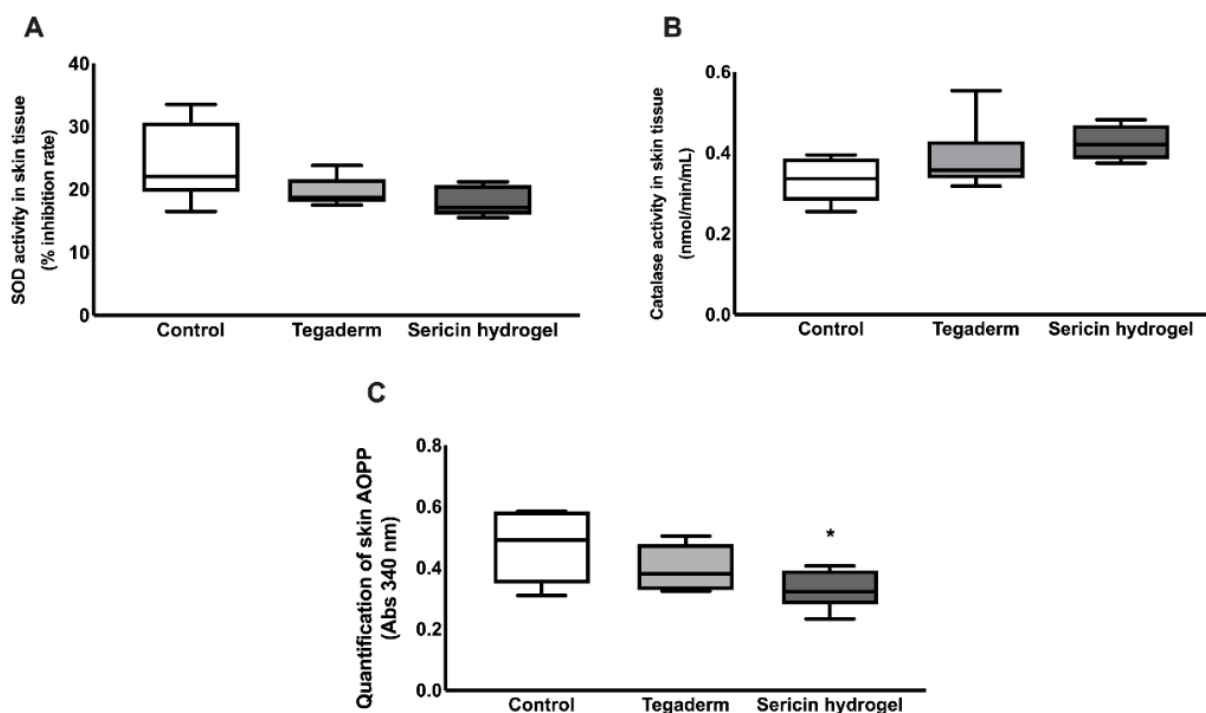 A
SOD activity in skin tissue
(% inhibition rate)
40
30
20
10
0
Control Tegaderm Sericin hydrogel
B
Catalase activity in skin tissue
(nmol/min/mL)
0.6
0.4
0.2
0.0
Control Tegaderm Sericin hydrogel
C
Quantification of skin AOPP
(Abs 340 nm)
0.8
0.6
0.4
0.2
0.0
*
Control Tegaderm Sericin hydrogel